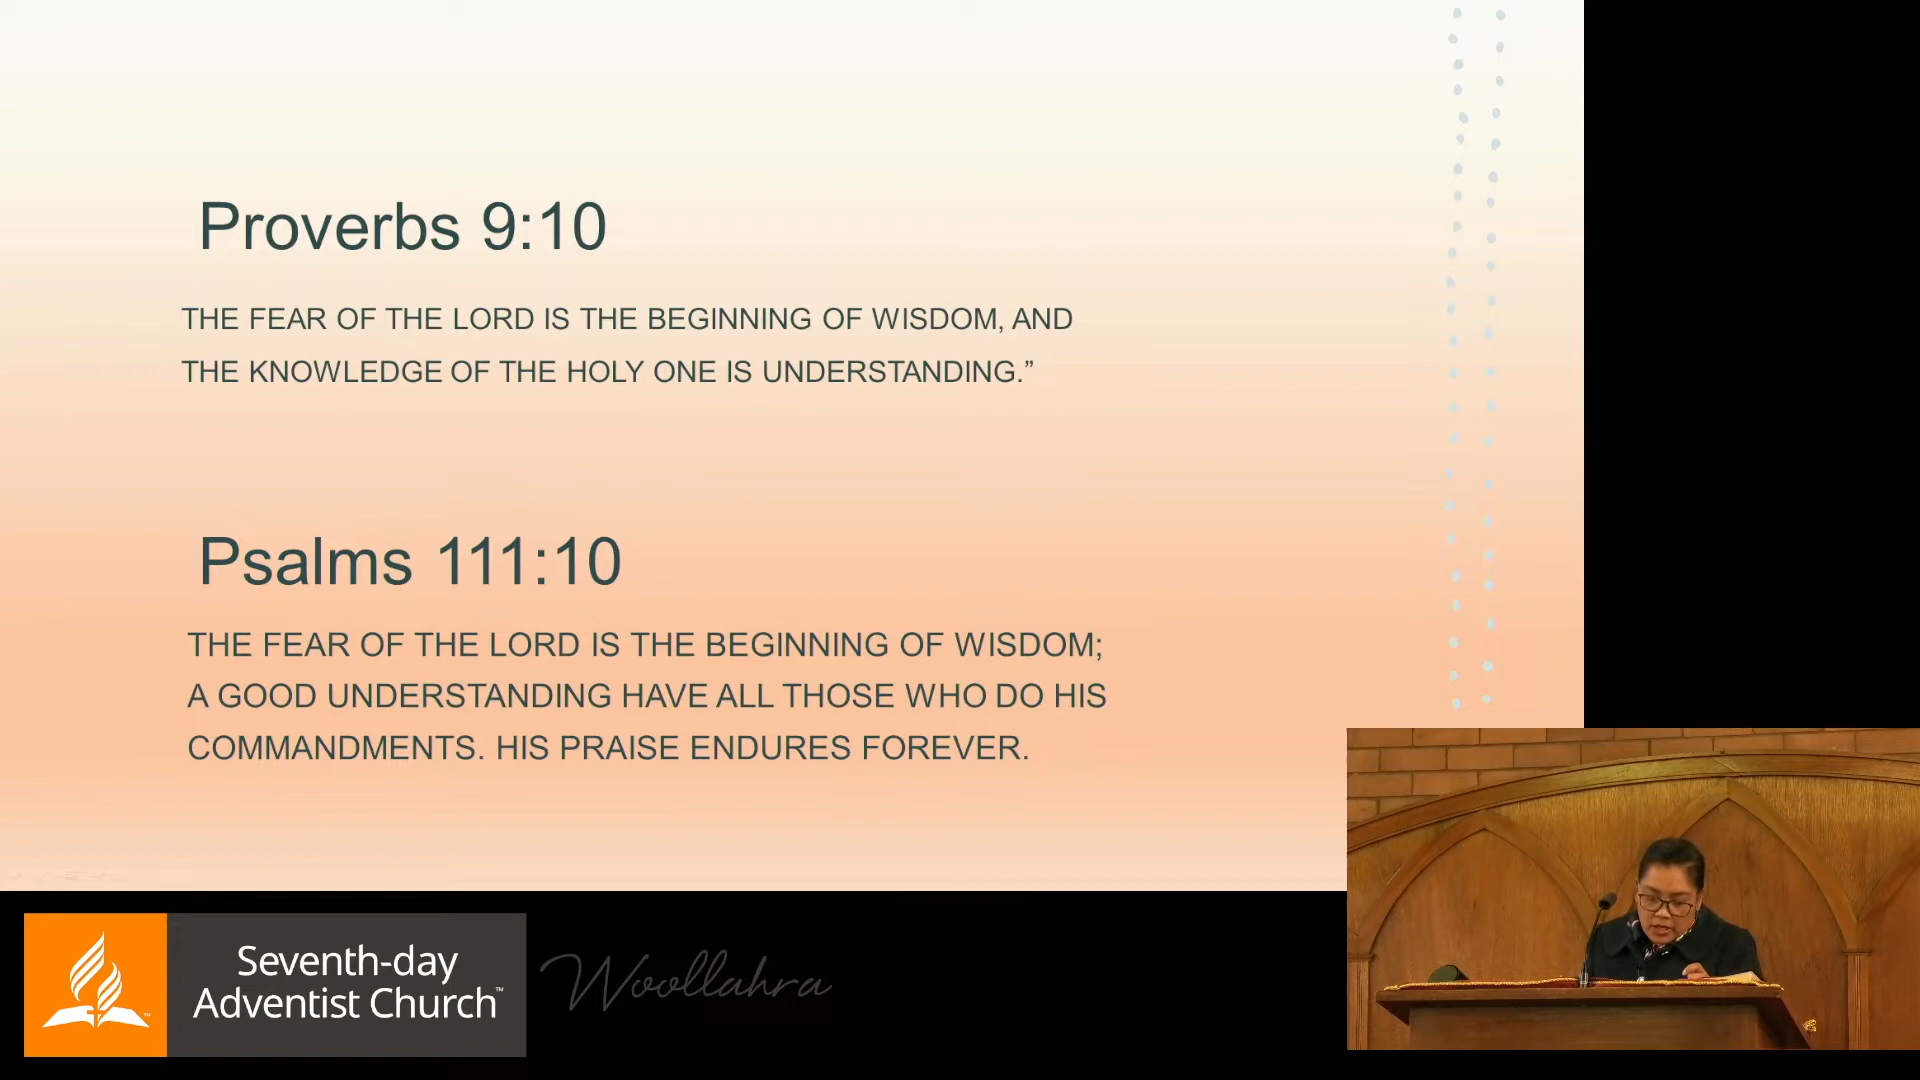 Proverbs 9:10
THE FEAR OF THE LORD IS THE BEGINNING OF WISDOM, AND
THE KNOWLEDGE OF THE HOLY ONE IS UNDERSTANDING.”
Psalms 111:10
THE FEAR OF THE LORD IS THE BEGINNING OF WISDOM;
A GOOD UNDERSTANDING HAVE ALL THOSE WHO DO HIS
COMMANDMENTS. HIS PRAISE ENDURES FOREVER.
Seventh-day
Adventist Church™
Woollahra